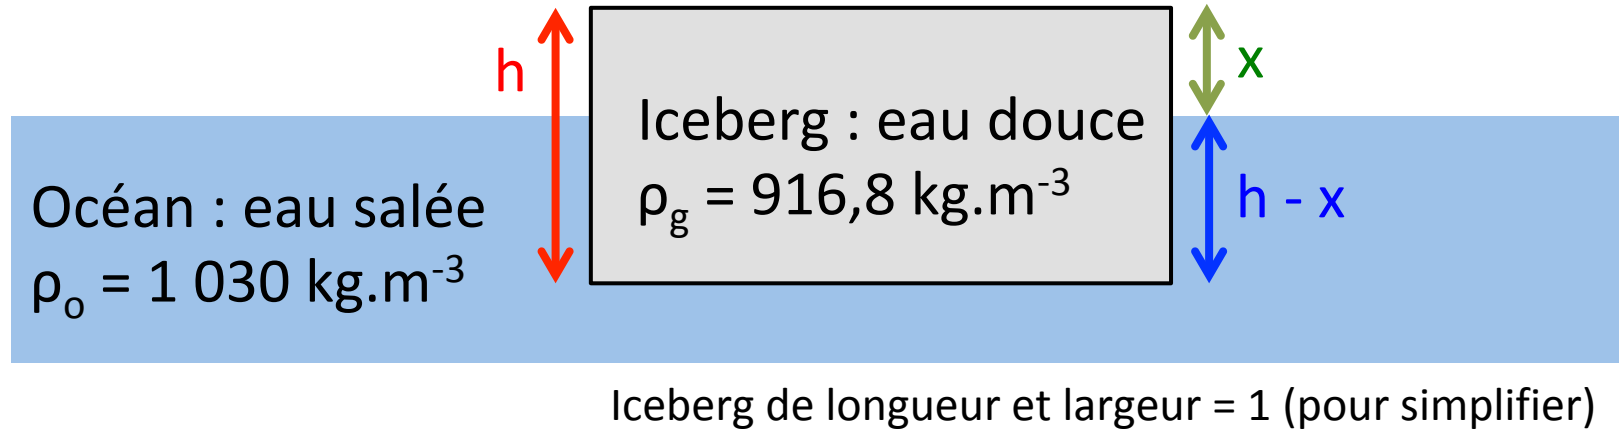 h
x
Iceberg : eau douce
ρg = 916,8 kg.m-3
Océan : eau salée
ρo = 1 030 kg.m-3
h - x
Iceberg de longueur et largeur = 1 (pour simplifier)